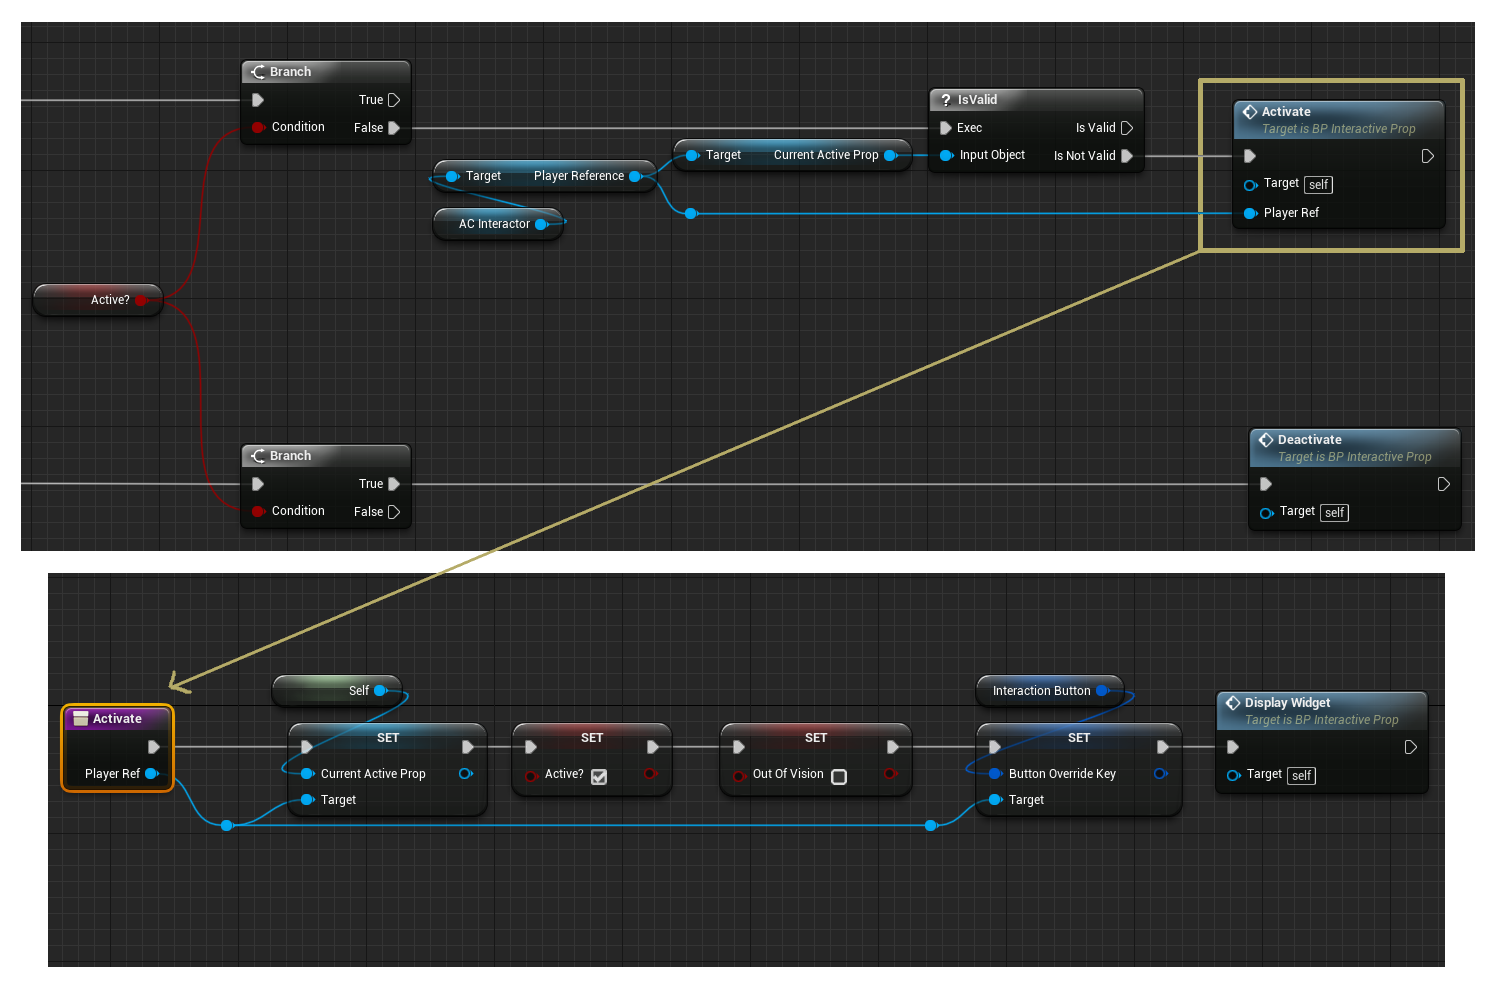 Branch
True
Condition
False
IsValid
Exec
Is Valid
Input Object
Is Not Valid
Activate
Target is BP Interactive Prop
Target self
Player Ref
Target Current Active Prop
Target Player Reference
AC Interactor
Active?
Branch
True
Condition
False
Deactivate
Target is BP Interactive Prop
Target self
Activate
Player Ref
Self
SET
Current Active Prop
Target
SET
Active?
SET
Out Of Vision
Interaction Button
SET
Button Override Key
Target
Display Widget
Target is BP Interactive Prop
Target self